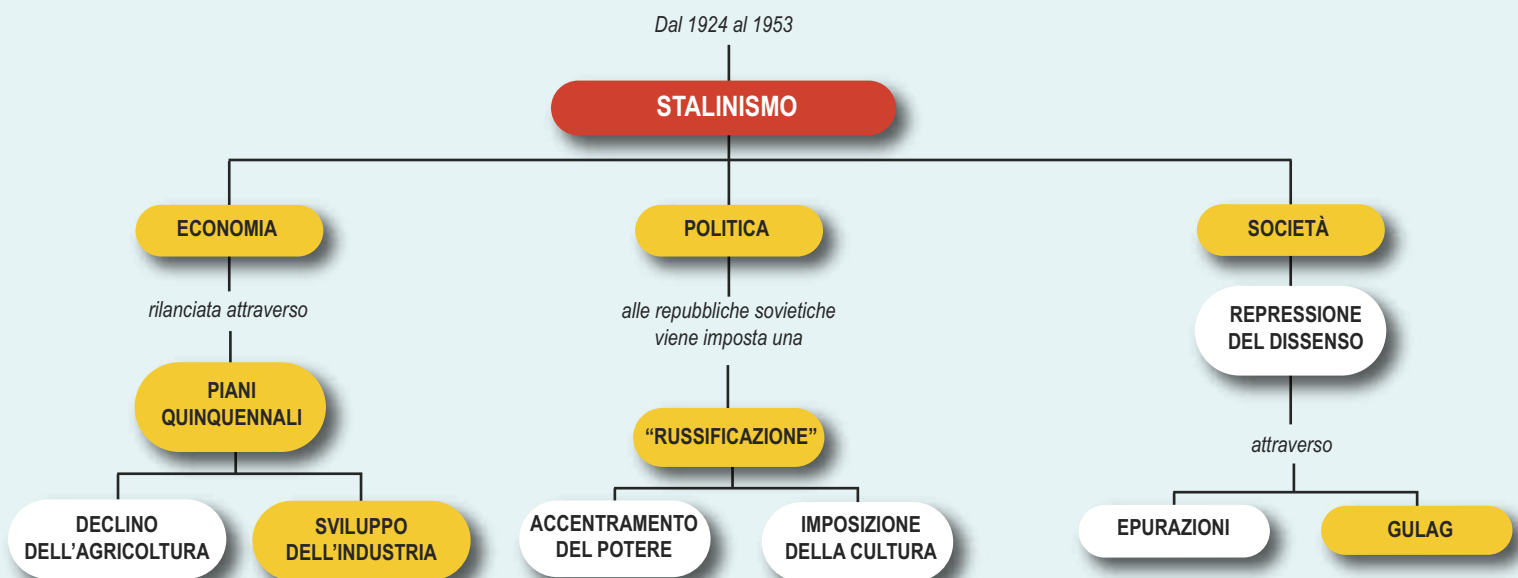 Dal 1924 al 1953
STALINISMO
ECONOMIA
rilanciata attraverso
PIANI
QUINQUENNALI
DECLINO
DELL'AGRICOLTURA
SVILUPPO
DELL'INDUSTRIA
POLITICA
alle repubbliche sovietiche
viene imposta una
“RUSSIFICAZIONE”
ACCENTRAMENTO
DEL POTERE
IMPOSIZIONE
DELLA CULTURA
SOCIETÀ
REPRESSIONE
DEL DISSENSO
attraverso
EPURAZIONI
GULAG